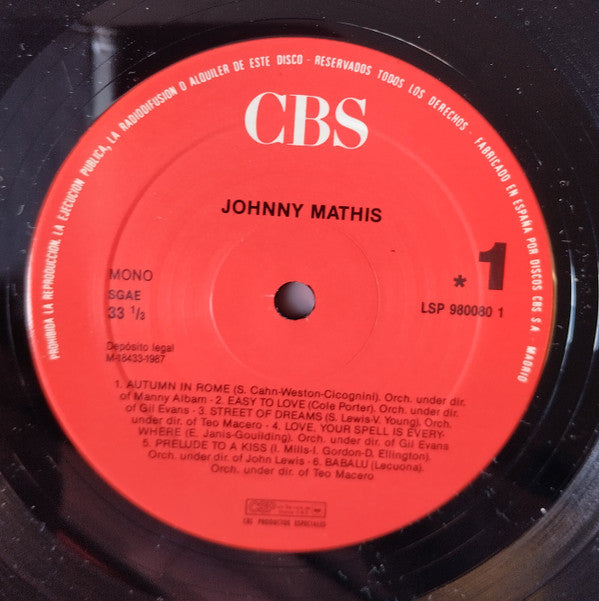 PROHIBIDA LA REPRODUCCION, LA EJECUCION PUBLICA, LA RADIODIFUSION O ALQUILER DE ESTE DISCO - RESERVADOS TODOS LOS DERECHOS - FABRICADO EN ESPAÑA POR DISCOS CBS S.A. MADRID
CBS
JOHNNY MATHIS
MONO
SGAE
33 1/3
* 1
LSP 980080 1
Depósito legal
M-18433-1987
1. AUTUMN IN ROME (S. Cahn-Weston-Cicognini). Orch. under dir.
of Manny Albam · 2. EASY TO LOVE (Cole Porter). Orch. under dir. of
Gil Evans · 3. STREET OF DREAMS (S. Lewis-V. Young). Orch.
under dir. of Teo Macero · 4. LOVE, YOUR SPELL IS EVERY-
WHERE (E. Janis-Gouilding). Orch. under dir. of Gil Evans
5. PRELUDE TO A KISS (I. Mills-I. Gordon-D. Ellington).
Orch. under dir. of John Lewis · 6. BABALU (Lecuona).
Orch. under dir. of Teo Macero
CSP
CBS PRODUCTOS ESPECIALES